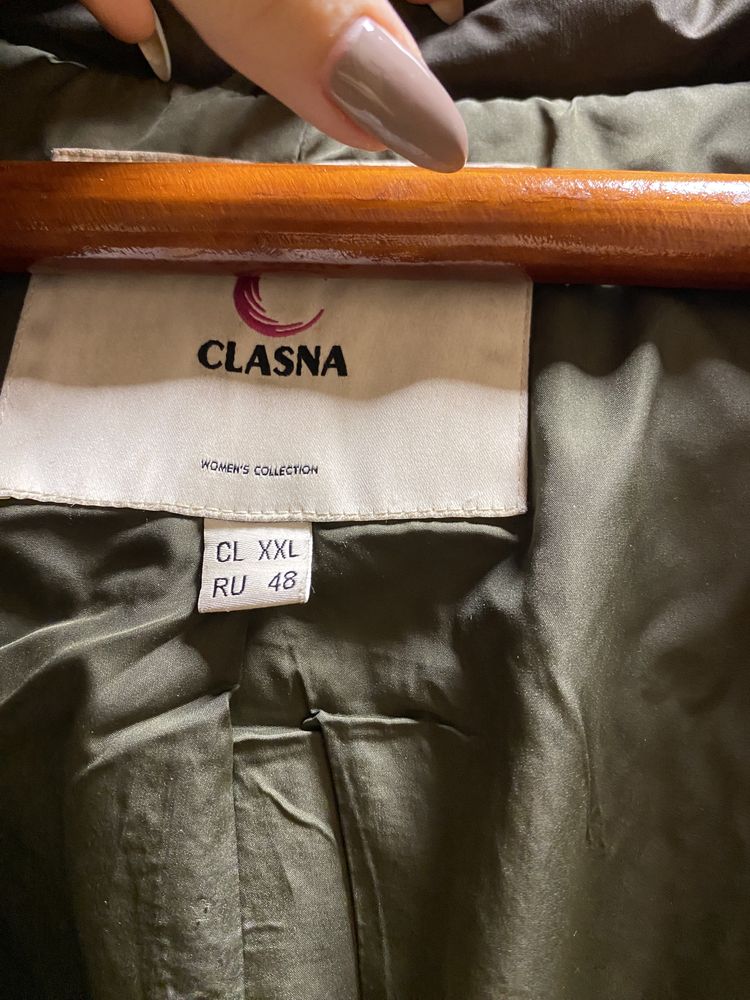 CLASNA
WOMEN'S COLLECTION
CL XXL
RU 48